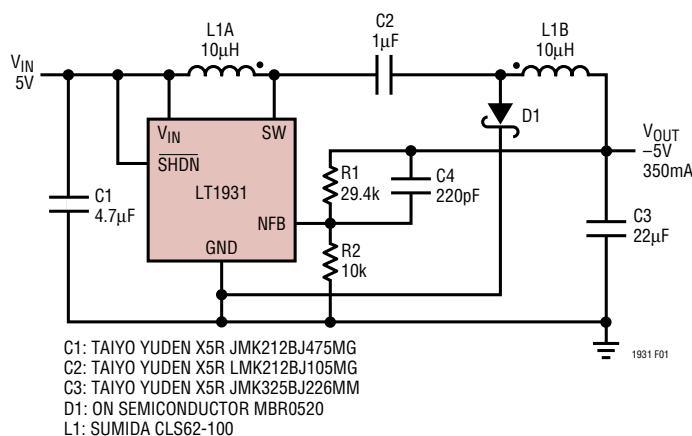 L1A
10µH
C2
1µF
L1B
10µH
VIN
5V
D1
VIN
SW
SHDN
LT1931
NFB
GND
C1
4.7µF
R1
29.4k
C4
220pF
R2
10k
VOUT
–5V
350mA
C3
22µF
1931 F01
C1: TAIYO YUDEN X5R JMK212BJ475MG
C2: TAIYO YUDEN X5R LMK212BJ105MG
C3: TAIYO YUDEN X5R JMK325BJ226MM
D1: ON SEMICONDUCTOR MBR0520
L1: SUMIDA CLS62-100